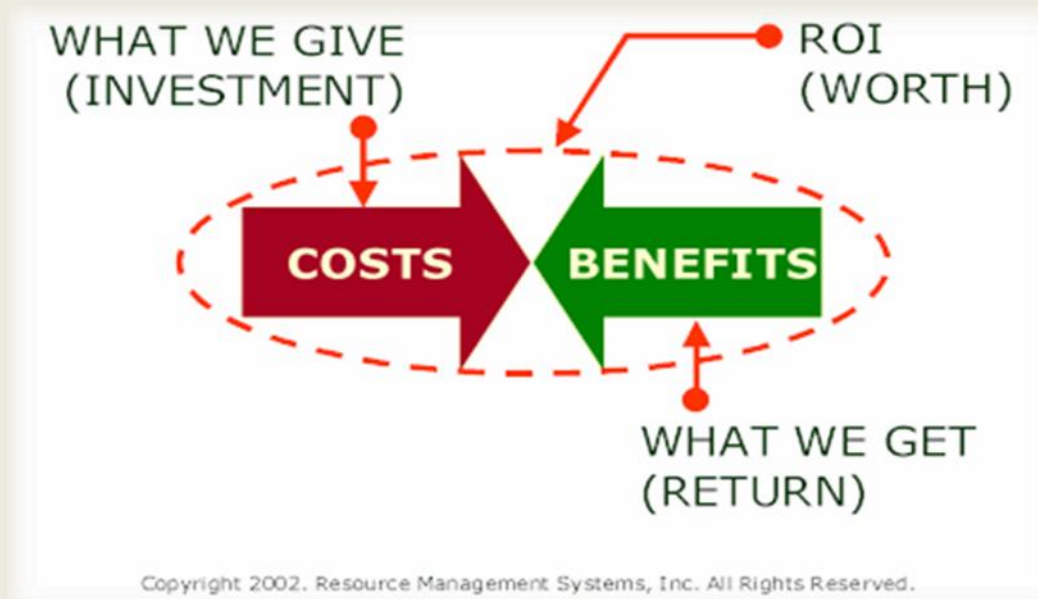 WHAT WE GIVE
(INVESTMENT)
ROI
(WORTH)
COSTS
BENEFITS
WHAT WE GET
(RETURN)
Copyright 2002. Resource Management Systems, Inc. All Rights Reserved.